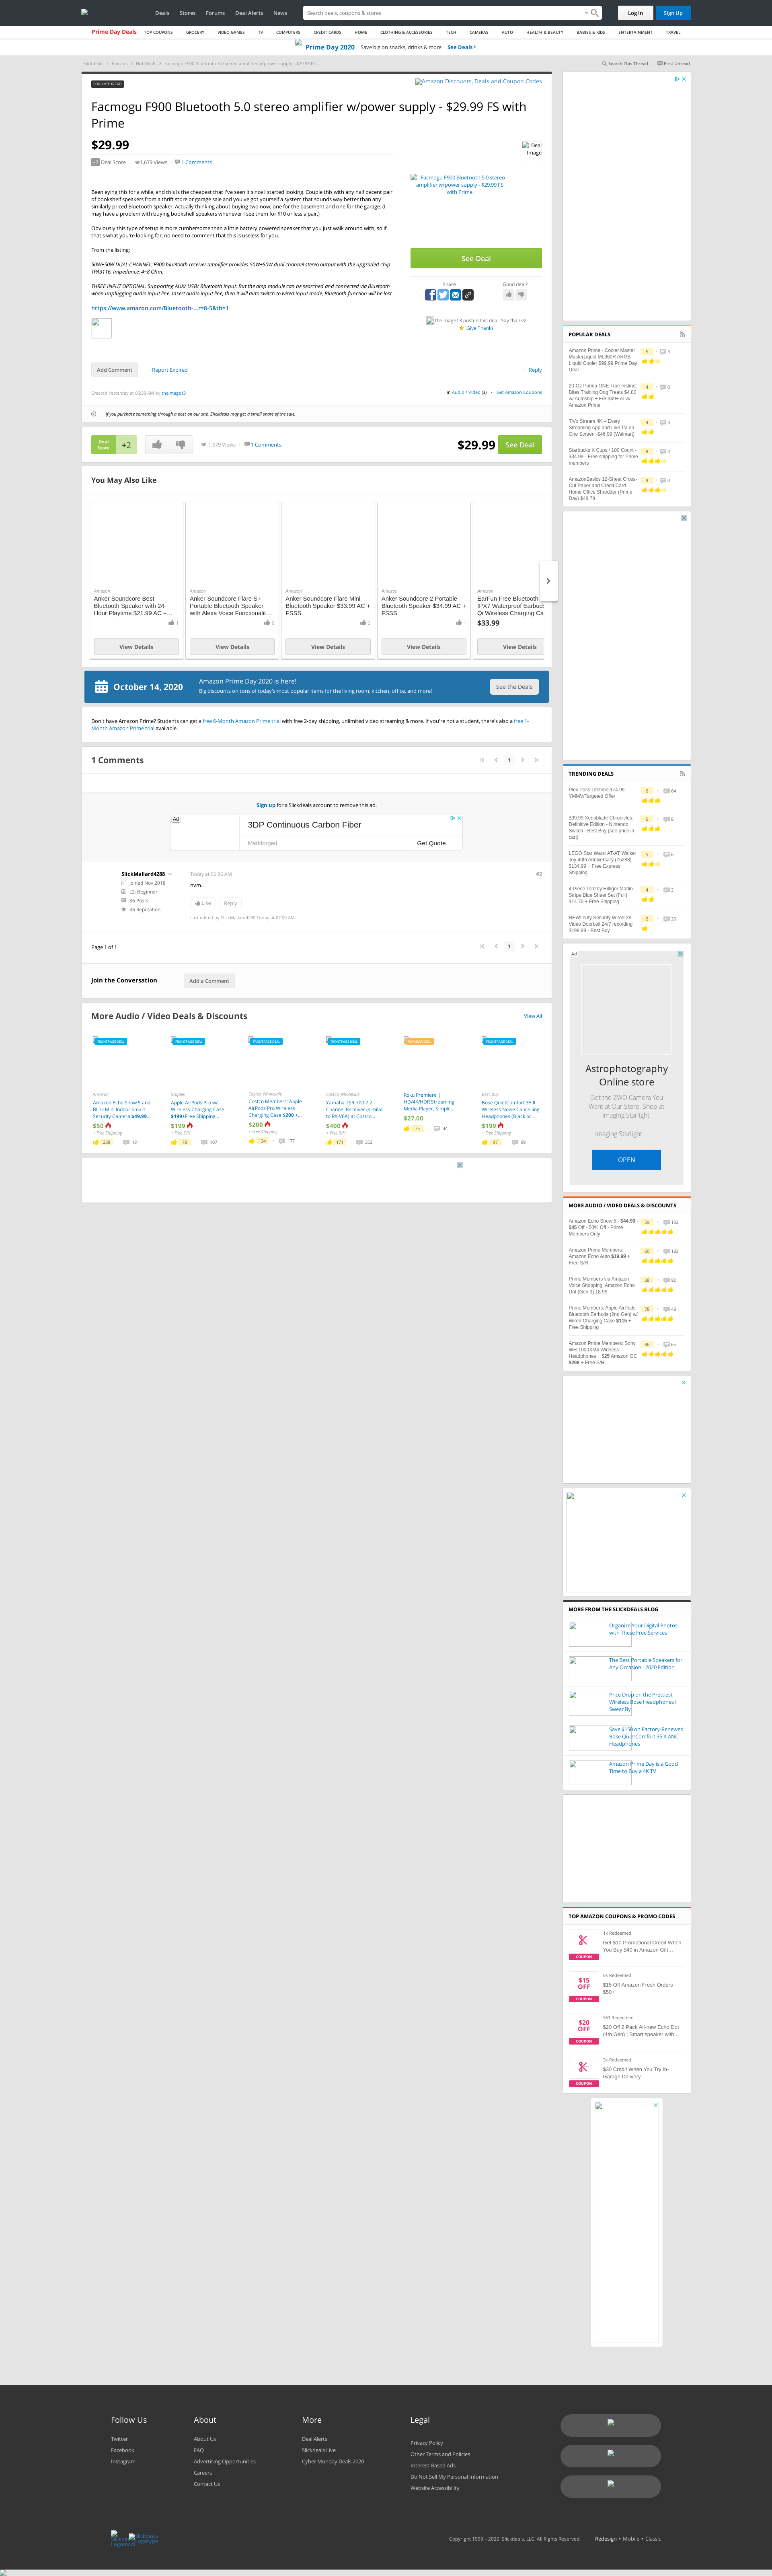 Deals Stores Forums Deal Alerts News Search deals, coupons & stores Log In Sign Up
Prime Day Deals TOP COUPONS GROCERY VIDEO GAMES TV COMPUTERS CREDIT CARDS HOME CLOTHING & ACCESSORIES TECH CAMERAS AUTO HEALTH & BEAUTY BABIES & KIDS ENTERTAINMENT TRAVEL
Prime Day 2020 Save big on snacks, drinks & more See Deals ›
Slickdeals > Forums > Hot Deals > Facmogu F900 Bluetooth 5.0 stereo amplifier w/power supply - $29.99 FS ... Search This Thread First Unread
FORUM THREAD
Amazon Discounts, Deals and Coupon Codes
Facmogu F900 Bluetooth 5.0 stereo amplifier w/power supply - $29.99 FS with
Prime
$29.99
Deal
Image
+2 Deal Score 1,679 Views 1 Comments
Facmogu F900 Bluetooth 5.0 stereo
amplifier w/power supply - $29.99 FS
with Prime
Been eying this for a while, and this is the cheapest that I've seen it since I started looking. Couple this with any half decent pair
of bookshelf speakers from a thrift store or garage sale and you've got yourself something way better than any bluetooth
speaker that you'd find, probably Sonos as well. Actually thinking about buying two; one for the basement and one for the garage. (I
may have a problem with buying bookshelf speakers whenever I see them for $10 or less a pair.)
Obviously this type of setup is more cumbersome than a little battery powered speaker that you just walk around with, so if
that's what you're looking for, no need to comment that this is useless for you.
From the listing:
50W+50W DUAL CHANNEL: F900 bluetooth receiver amplifier provides 50W+50W dual channel stereo output with the upgraded chip
TPA3116. Impedance: 4~8 Ohm.
THREE INPUT OPTIONAL: Supporting AUX/ USB/ Bluetooth input. But the amp module can be searched and connected via Bluetooth
when unplugging audio input line. Insert audio input line, then it will auto switch to wired input mode, Bluetooth function will be lost.
https://www.amazon.com/Bluetooth-...r=8-5&th=1
See Deal
Share Good deal?
theimage13 posted this deal. Say thanks!
Give Thanks
Add Comment Report Expired Reply
Created Yesterday at 06:28 AM by theimage13 in Audio / Video (3) Get Amazon Coupons
If you purchase something through a post on our site, Slickdeals may get a small share of the sale.
Deal
Score +2 1,679 Views 1 Comments $29.99 See Deal
You May Also Like
Amazon
Anker Soundcore Best
Bluetooth Speaker with 24-
Hour Playtime $21.99 AC +...
1
View Details
Amazon
Anker Soundcore Flare S+
Portable Bluetooth Speaker
with Alexa Voice Functionalit...
0
View Details
Amazon
Anker Soundcore Flare Mini
Bluetooth Speaker $33.99 AC +
FSSS
3
View Details
Amazon
Anker Soundcore 2 Portable
Bluetooth Speaker $34.99 AC +
FSSS
1
View Details
Amazon
EarFun Free Bluetooth
IPX7 Waterproof Earbuds
Qi Wireless Charging Ca
$33.99
View Details
October 14, 2020
Amazon Prime Day 2020 is here!
Big discounts on tons of today's most popular items for the living room, kitchen, office, and more!
See the Deals
Don't have Amazon Prime? Students can get a free 6-Month Amazon Prime trial with free 2-day shipping, unlimited video streaming & more. If you're not a student, there's also a free 1-
Month Amazon Prime trial available.
1 Comments
1
Sign up for a Slickdeals account to remove this ad.
Ad
3DP Continuous Carbon Fiber
Markforged Get Quote
SlickMallard4288
Joined Nov 2018
L2: Beginner
36 Posts
46 Reputation
Today at 06:36 AM #2
nvm...
Like Reply
Last edited by SlickMallard4288 Today at 07:09 AM.
Page 1 of 1 1
Join the Conversation Add a Comment
More Audio / Video Deals & Discounts View All
FRONTPAGE DEAL
Amazon
Amazon Echo Show 5 and
Blink Mini Indoor Smart
Security Camera $49.99...
$50
+ Free Shipping
238 181
FRONTPAGE DEAL
Staples
Apple AirPods Pro w/
Wireless Charging Case
$199+Free Shipping...
$199
+ Free S/H
78 107
FRONTPAGE DEAL
Costco Wholesale
Costco Members: Apple
AirPods Pro Wireless
Charging Case $200 +...
$200
+ Free Shipping
134 177
FRONTPAGE DEAL
Costco Wholesale
Yamaha TSR-700 7.2
Channel Receiver (similar
to RX-V6A) at Costco...
$400
+ Free S/H
171 353
POPULAR DEAL
Roku Premiere |
HD/4K/HDR Streaming
Media Player, Simple...
$27.00
75 44
FRONTPAGE DEAL
Best Buy
Bose QuietComfort 35 II
Wireless Noise Cancelling
Headphones (Black or...
$199
+ Free Shipping
97 99
POPULAR DEALS
Amazon Prime - Cooler Master
MasterLiquid ML360R ARGB
Liquid Cooler $99.99 Prime Day
Deal
5 3
20-Oz Purina ONE True Instinct
Bites Training Dog Treats $4.80
w/ Autoship + F/S $49+ or w/
Amazon Prime
4 0
TiVo Stream 4K – Every
Streaming App and Live TV on
One Screen -$46.99 (Walmart)
4 4
Starbucks K Cups / 100 Count -
$34.99 - Free shipping for Prime
members
8 4
AmazonBasics 12-Sheet Cross-
Cut Paper and Credit Card
Home Office Shredder (Prime
Day) $46.79
9 0
TRENDING DEALS
Plex Pass Lifetime $74.99
YMMV/Targeted Offer
6 64
$39.99 Xenoblade Chronicles:
Definitive Edition - Nintendo
Switch - Best Buy (see price in
cart)
6 8
LEGO Star Wars: AT-AT Walker
Toy 40th Anniversary (75288)
$134.99 + Free Express
Shipping
5 6
4-Piece Tommy Hilfiger Marlin
Stripe Blue Sheet Set (Full)
$14.70 + Free Shipping
4 2
NEW! eufy Security Wired 2K
Video Doorbell 24/7 recording
$199.99 - Best Buy
2 26
Ad
Astrophotography
Online store
Get the ZWO Camera You
Want at Our Store. Shop at
Imaging Starlight.
Imaging Starlight
OPEN
MORE AUDIO / VIDEO DEALS & DISCOUNTS
Amazon Echo Show 5 - $44.99 -
$45 Off - 50% Off - Prime
Members Only
59 133
Amazon Prime Members:
Amazon Echo Auto $19.99 +
Free S/H
60 183
Prime Members via Amazon
Voice Shopping: Amazon Echo
Dot (Gen 3) 18.99
68 92
Prime Members: Apple AirPods
Bluetooth Earbuds (2nd Gen) w/
Wired Charging Case $115 +
Free Shipping
78 48
Amazon Prime Members: Sony
WH-1000XM4 Wireless
Headphones + $25 Amazon GC
$298 + Free S/H
86 65
MORE FROM THE SLICKDEALS BLOG
Organize Your Digital Photos
with These Free Services
The Best Portable Speakers for
Any Occasion - 2020 Edition
Price Drop on the Prettiest
Wireless Bose Headphones I
Swear By
Save $150 on Factory-Renewed
Bose QuietComfort 35 II ANC
Headphones
Amazon Prime Day is a Good
Time to Buy a 4K TV
TOP AMAZON COUPONS & PROMO CODES
COUPON
1k Redeemed
Get $10 Promotional Credit When
You Buy $40 in Amazon Gift...
$15
OFF
COUPON
6k Redeemed
$15 Off Amazon Fresh Orders
$50+
$20
OFF
COUPON
561 Redeemed
$20 Off 2 Pack All-new Echo Dot
(4th Gen) | Smart speaker with...
COUPON
3k Redeemed
$30 Credit When You Try In-
Garage Delivery
Follow Us
Twitter
Facebook
Instagram
About
About Us
FAQ
Advertising Opportunities
Careers
Contact Us
More
Deal Alerts
Slickdeals Live
Cyber Monday Deals 2020
Legal
Privacy Policy
Other Terms and Policies
Interest-Based Ads
Do Not Sell My Personal Information
Website Accessibility
Copyright 1999 - 2020. Slickdeals, LLC. All Rights Reserved. Redesign • Mobile • Classic